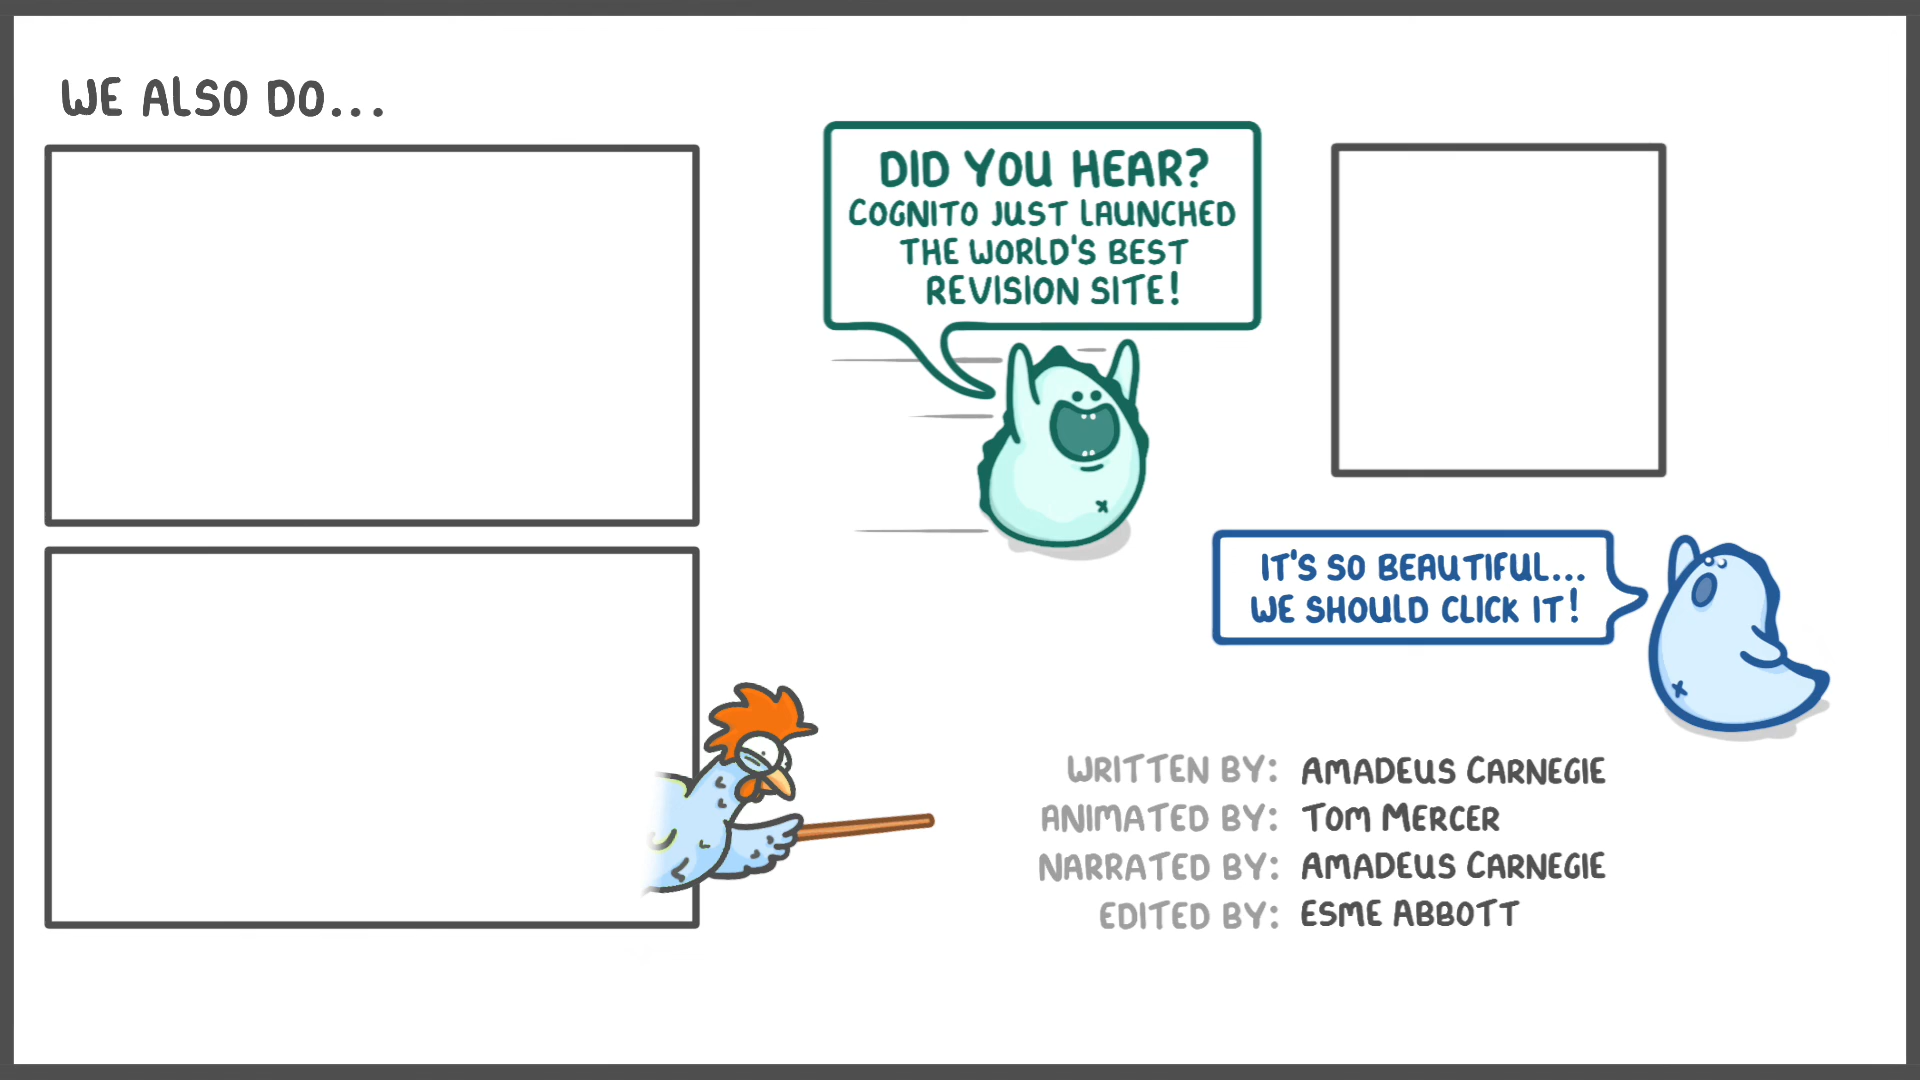 WE ALSO DO...
DID YOU HEAR?
COGNITO JUST LAUNCHED
THE WORLD'S BEST
REVISION SITE!
IT'S SO BEAUTIFUL...
WE SHOULD CLICK IT!
WRITTEN BY: AMADEUS CARNEGIE
ANIMATED BY: TOM MERCER
NARRATED BY: AMADEUS CARNEGIE
EDITED BY: ESME ABBOTT